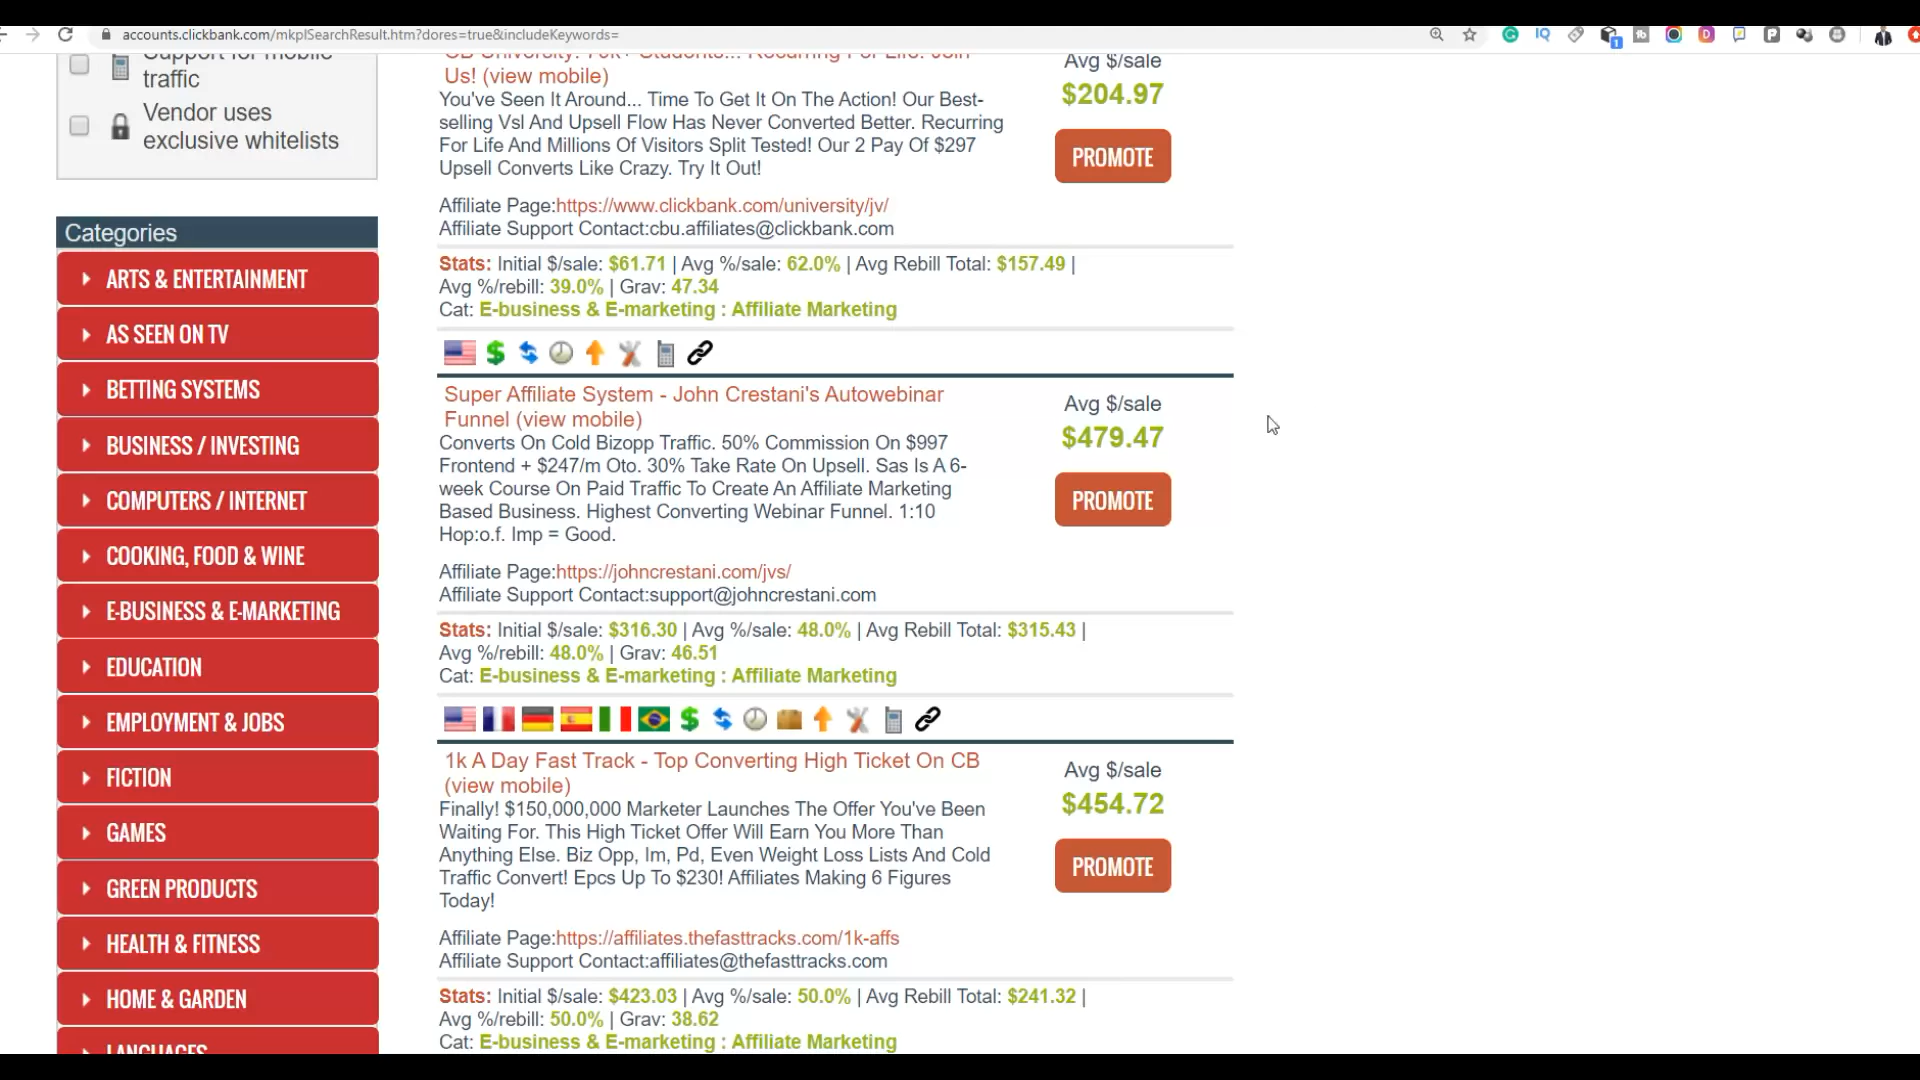 accounts.clickbank.com/mkplSearchResult.htm?dores=true&includeKeywords=
Support for mobile
traffic
Vendor uses
exclusive whitelists
Categories
ARTS & ENTERTAINMENT
AS SEEN ON TV
BETTING SYSTEMS
BUSINESS / INVESTING
COMPUTERS / INTERNET
COOKING, FOOD & WINE
E-BUSINESS & E-MARKETING
EDUCATION
EMPLOYMENT & JOBS
FICTION
GAMES
GREEN PRODUCTS
HEALTH & FITNESS
HOME & GARDEN
LANGUAGES
CB University: 70k+ Students... Recurring For Life. Join
Us! (view mobile)
You've Seen It Around... Time To Get It On The Action! Our Best-
selling Vsl And Upsell Flow Has Never Converted Better. Recurring
For Life And Millions Of Visitors Split Tested! Our 2 Pay Of $297
Upsell Converts Like Crazy. Try It Out!
Avg $/sale
$204.97
PROMOTE
Affiliate Page:https://www.clickbank.com/university/jv/
Affiliate Support Contact:cbu.affiliates@clickbank.com
Stats: Initial $/sale: $61.71 | Avg %/sale: 62.0% | Avg Rebill Total: $157.49 |
Avg %/rebill: 39.0% | Grav: 47.34
Cat: E-business & E-marketing : Affiliate Marketing
Super Affiliate System - John Crestani's Autowebinar
Funnel (view mobile)
Converts On Cold Bizopp Traffic. 50% Commission On $997
Frontend + $247/m Oto. 30% Take Rate On Upsell. Sas Is A 6-
week Course On Paid Traffic To Create An Affiliate Marketing
Based Business. Highest Converting Webinar Funnel. 1:10
Hop:o.f. Imp = Good.
Avg $/sale
$479.47
PROMOTE
Affiliate Page:https://johncrestani.com/jvs/
Affiliate Support Contact:support@johncrestani.com
Stats: Initial $/sale: $316.30 | Avg %/sale: 48.0% | Avg Rebill Total: $315.43 |
Avg %/rebill: 48.0% | Grav: 46.51
Cat: E-business & E-marketing : Affiliate Marketing
1k A Day Fast Track - Top Converting High Ticket On CB
(view mobile)
Finally! $150,000,000 Marketer Launches The Offer You've Been
Waiting For. This High Ticket Offer Will Earn You More Than
Anything Else. Biz Opp, Im, Pd, Even Weight Loss Lists And Cold
Traffic Convert! Epcs Up To $230! Affiliates Making 6 Figures
Today!
Avg $/sale
$454.72
PROMOTE
Affiliate Page:https://affiliates.thefasttracks.com/1k-affs
Affiliate Support Contact:affiliates@thefasttracks.com
Stats: Initial $/sale: $423.03 | Avg %/sale: 50.0% | Avg Rebill Total: $241.32 |
Avg %/rebill: 50.0% | Grav: 38.62
Cat: E-business & E-marketing : Affiliate Marketing